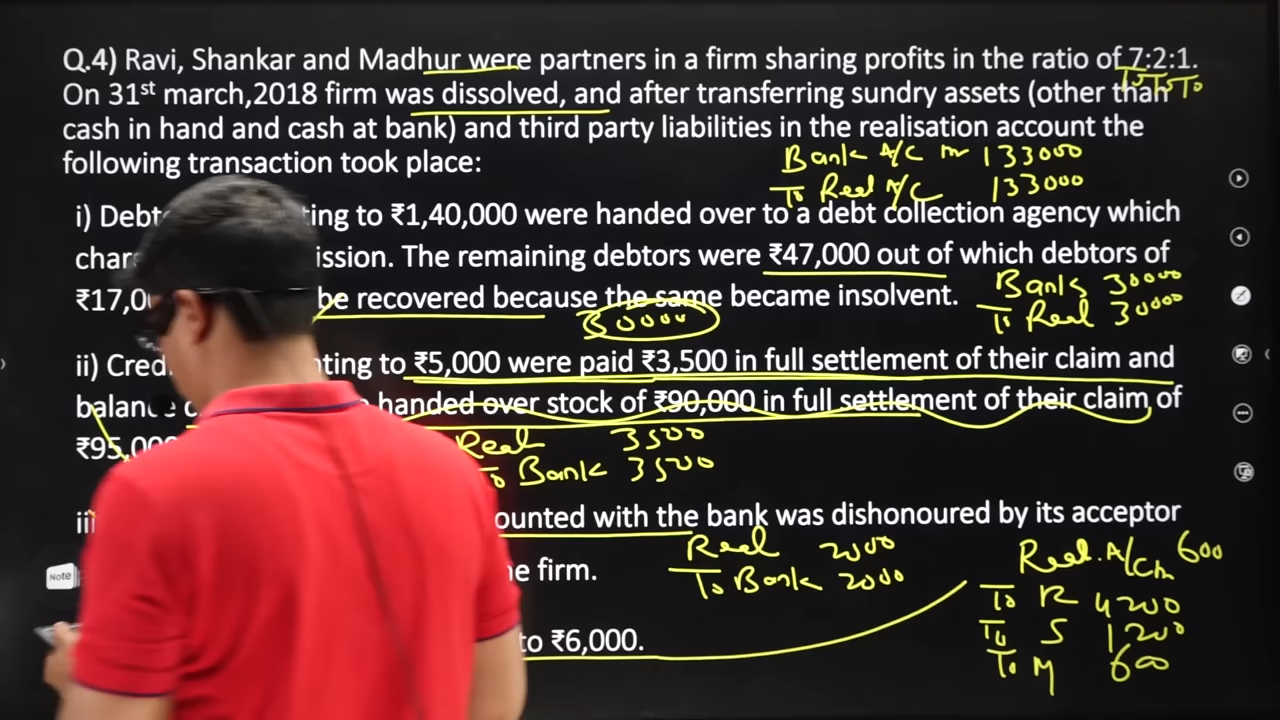 Q.4) Ravi, Shankar and Madhur were partners in a firm sharing profits in the ratio of 7:2:1.
On 31st march,2018 firm was dissolved, and after transferring sundry assets (other than
cash in hand and cash at bank) and third party liabilities in the realisation account the
following transaction took place:
Bank A/C Dr 133000
To Real A/C 133000
i) Debt ting to ₹1,40,000 were handed over to a debt collection agency which
char ission. The remaining debtors were ₹47,000 out of which debtors of
₹17,0 be recovered because the same became insolvent.
Bank 30000
To Real 30000
30000
ii) Cred nting to ₹5,000 were paid ₹3,500 in full settlement of their claim and
balanc handed over stock of ₹90,000 in full settlement of their claim of
₹95,000
Real 3500
To Bank 3500
iii ounted with the bank was dishonoured by its acceptor
Real 2000
To Bank 2000
Real. A/C Dr 600
Note
he firm.
To R 4200
To S 1200
to ₹6,000.
To M 600